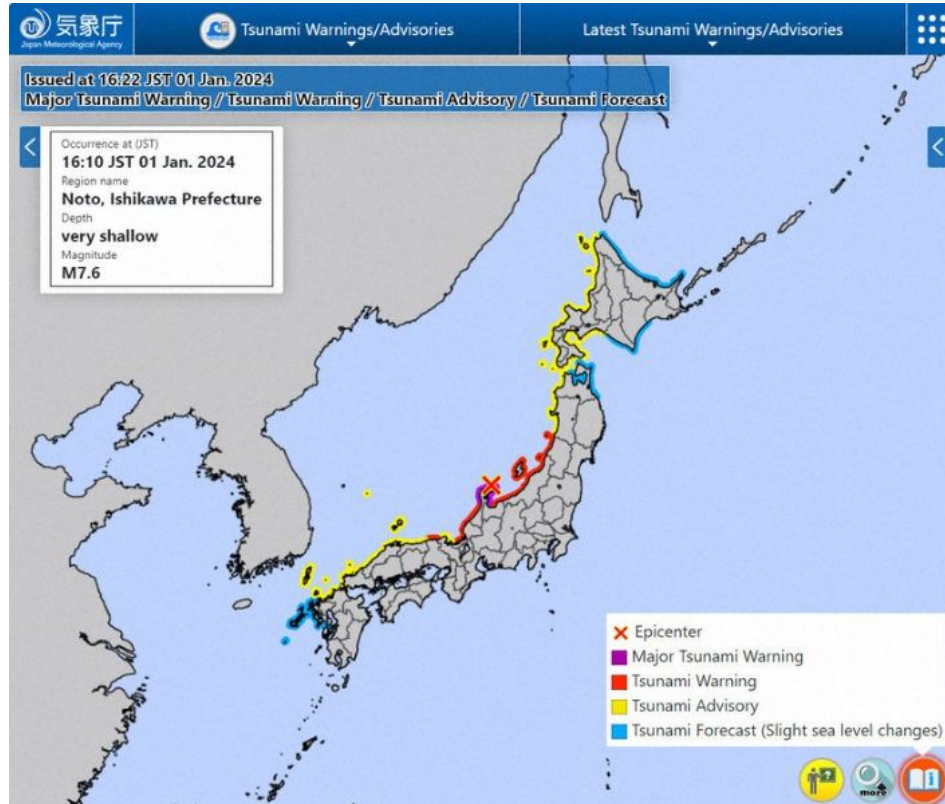 気象庁
Japan Meteorological Agency
Tsunami Warnings/Advisories
Latest Tsunami Warnings/Advisories
Issued at 16:22 JST 01 Jan. 2024
Major Tsunami Warning / Tsunami Warning / Tsunami Advisory / Tsunami Forecast
Occurrence at (JST)
16:10 JST 01 Jan. 2024
Region name
Noto, Ishikawa Prefecture
Depth
very shallow
Magnitude
M7.6
Epicenter
Major Tsunami Warning
Tsunami Warning
Tsunami Advisory
Tsunami Forecast (Slight sea level changes)
?
more
i